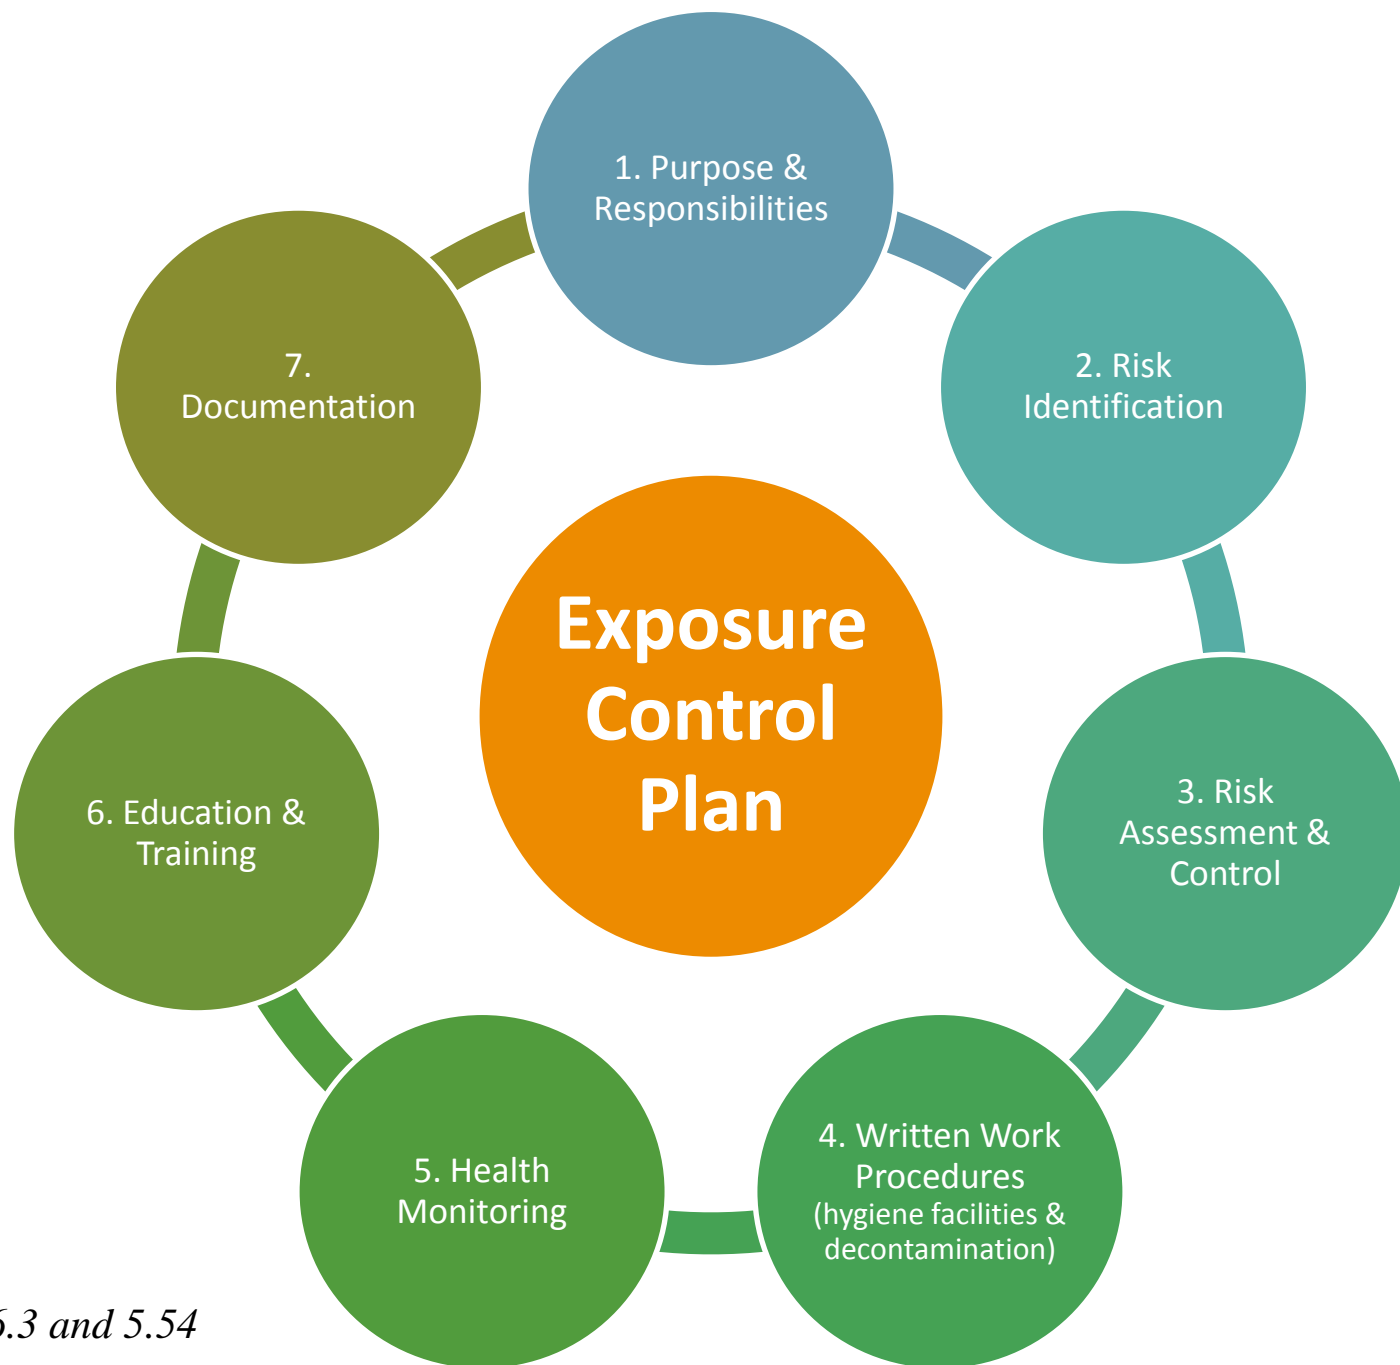 1. Purpose &
Responsibilities
2. Risk
Identification
3. Risk
Assessment &
Control
4. Written Work
Procedures
(hygiene facilities &
decontamination)
5. Health
Monitoring
6. Education &
Training
7.
Documentation
Exposure
Control
Plan
6.3 and 5.54